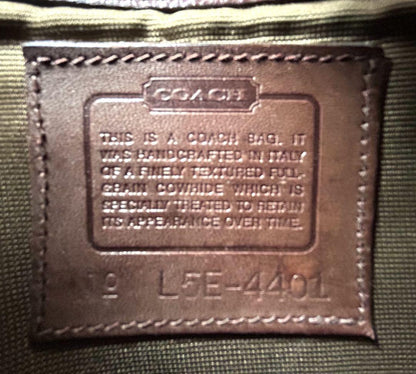 COACH
THIS IS A COACH BAG. IT
WAS HANDCRAFTED IN ITALY
OF A FINELY TEXTURED FULL-
GRAIN COWHIDE WHICH IS
SPECIALLY TREATED TO RETAIN
ITS APPEARANCE OVER TIME.
No L5E-4401